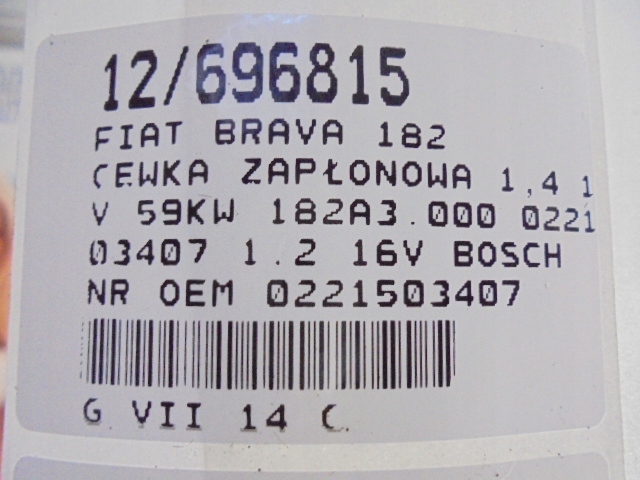 12/696815
FIAT BRAVA 182
CEWKA ZAPŁONOWA 1,4 1
V 59KW 182A3.000 0221
03407 1.2 16V BOSCH
NR OEM 0221503407
G VII 14 C.